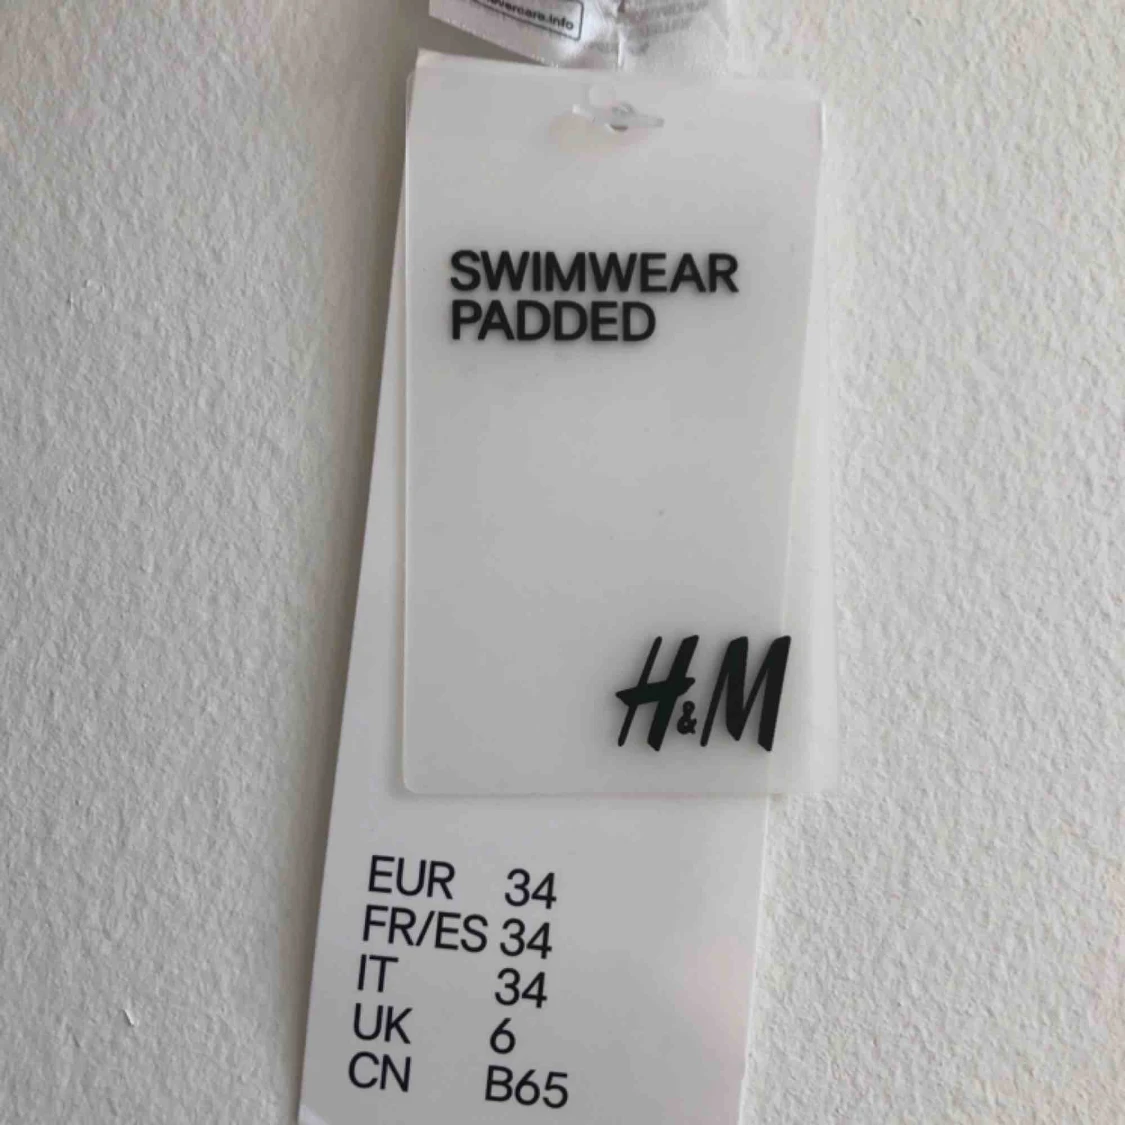 SWIMWEAR
PADDED
H&M
EUR 34
FR/ES 34
IT 34
UK 6
CN B65